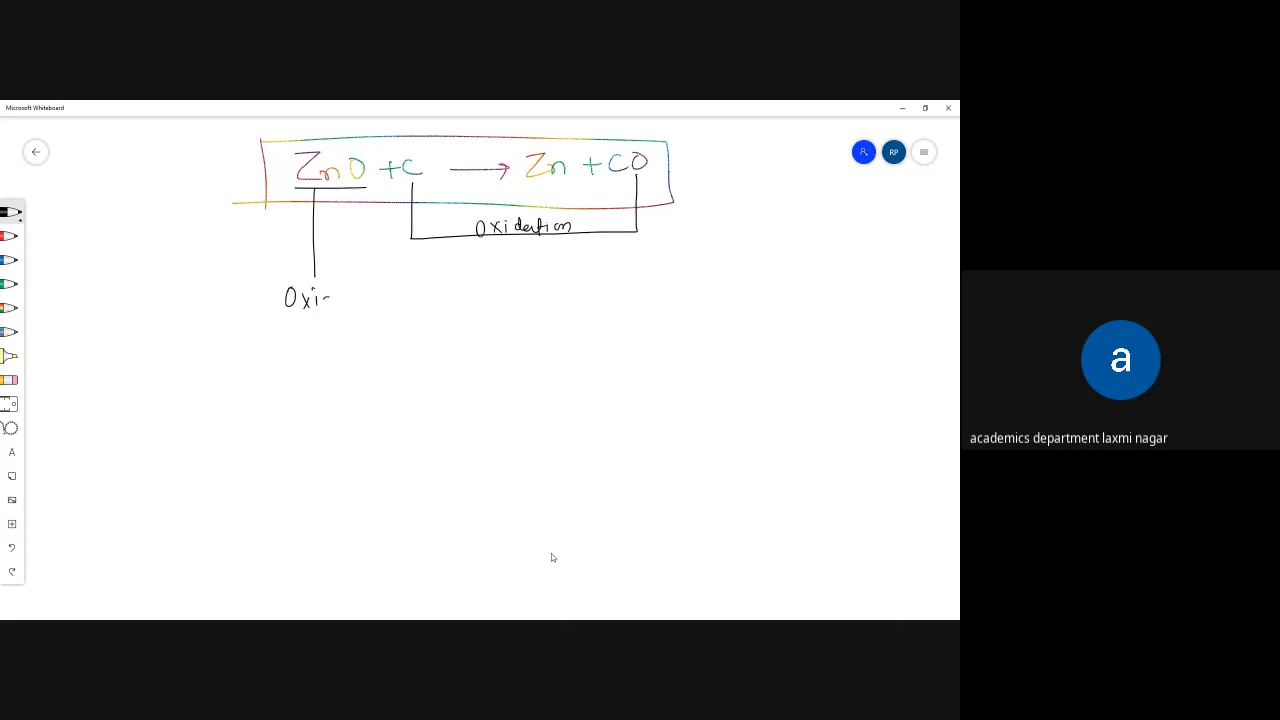 Microsoft Whiteboard
RP
ZnO + C ⟶ Zn + CO
Oxidation
Oxi-
A
a
academics department laxmi nagar